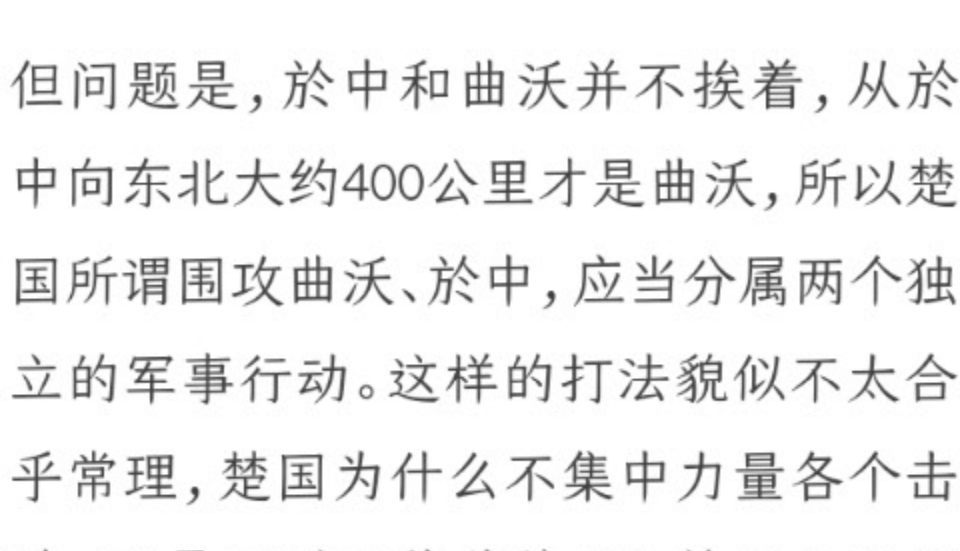 但问题是，於中和曲沃并不挨着，从於
中向东北大约400公里才是曲沃，所以楚
国所谓围攻曲沃、於中，应当分属两个独
立的军事行动。这样的打法貌似不太合
乎常理，楚国为什么不集中力量各个击